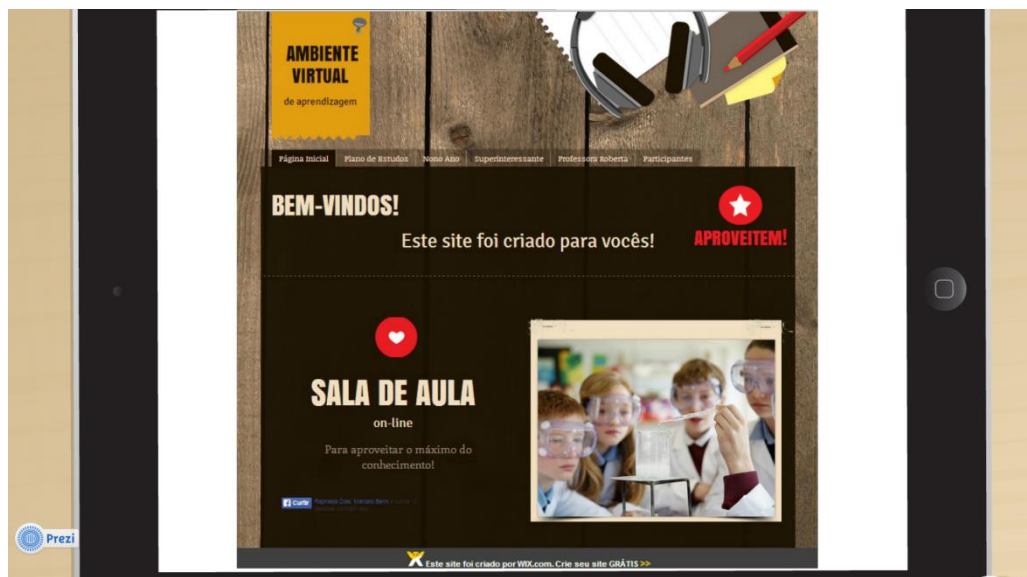 AMBIENTE
VIRTUAL
de aprendizagem
Página Inicial Plano de Estudos Nono Ano Superinteressante Professora Roberta Participantes
BEM-VINDOS!
Este site foi criado para vocês!
APROVEITEM!
SALA DE AULA
on-line
Para aproveitar o máximo do
conhecimento!
Curtir
Prezi
Este site foi criado por WIX.com. Crie seu site GRÁTIS >>